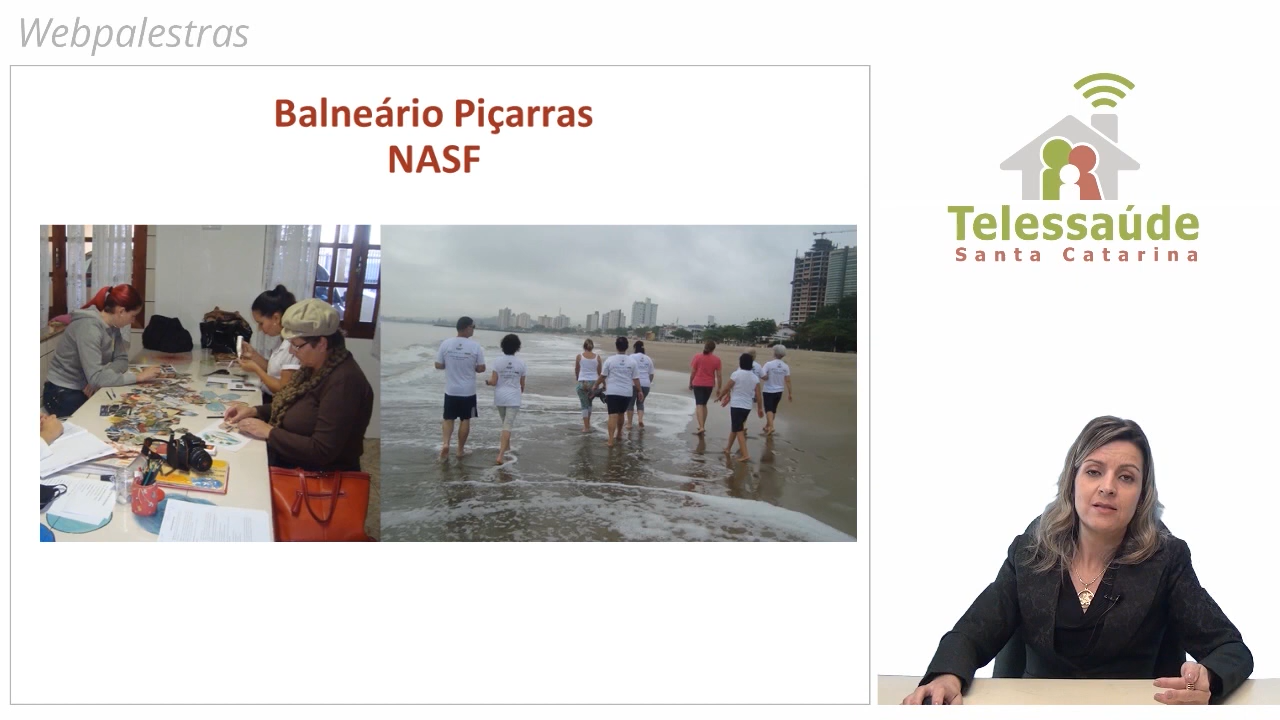 Webpalestras
Balneário Piçarras
NASF
Telessaúde
Santa Catarina